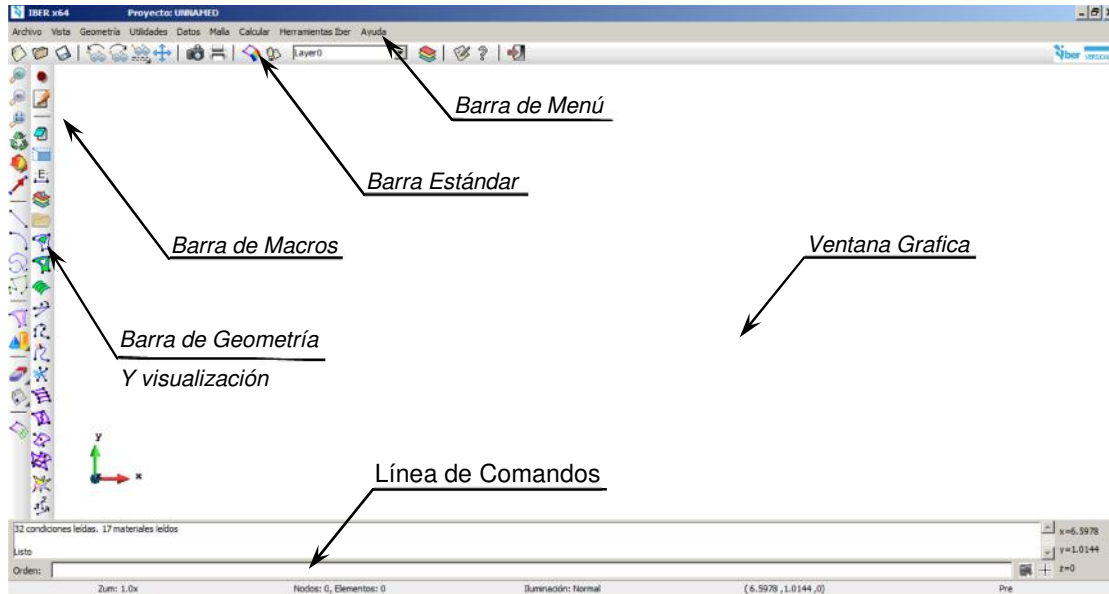 IBER x64 Proyecto: UNNAMED
Archivo Vista Geometría Utilidades Datos Malla Calcular Herramientas Iber Ayuda
Layer0
Iber
Barra de Menú
Barra Estándar
Barra de Macros
Ventana Grafica
Barra de Geometría
Y visualización
y
x
Línea de Comandos
32 condiciones leídas. 17 materiales leídos
Listo
x=6.5978
y=1.0144
z=0
Orden:
Zum: 1.0x Nodos: 0, Elementos: 0 Iluminación: Normal (6.5978 ,1.0144 ,0) Pre